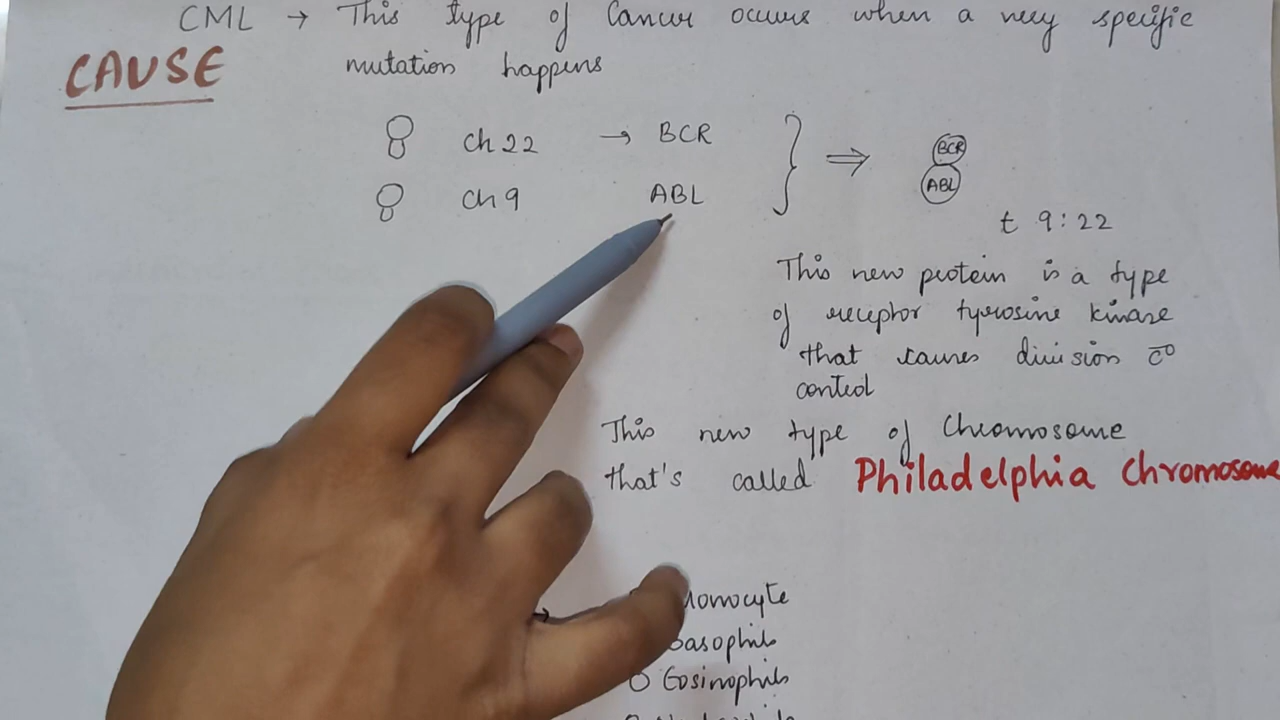 CML → This type of Cancer occurs when a very specific
CAUSE
mutation happens
Ch 22 → BCR
Ch 9 ABL
⇒
BCR
ABL
t 9:22
This new protein is a type
of receptor tyrosine kinase
that causes division c̄o
control
This new type of Chromosome
that's called Philadelphia Chromosome
→
Eosinophils